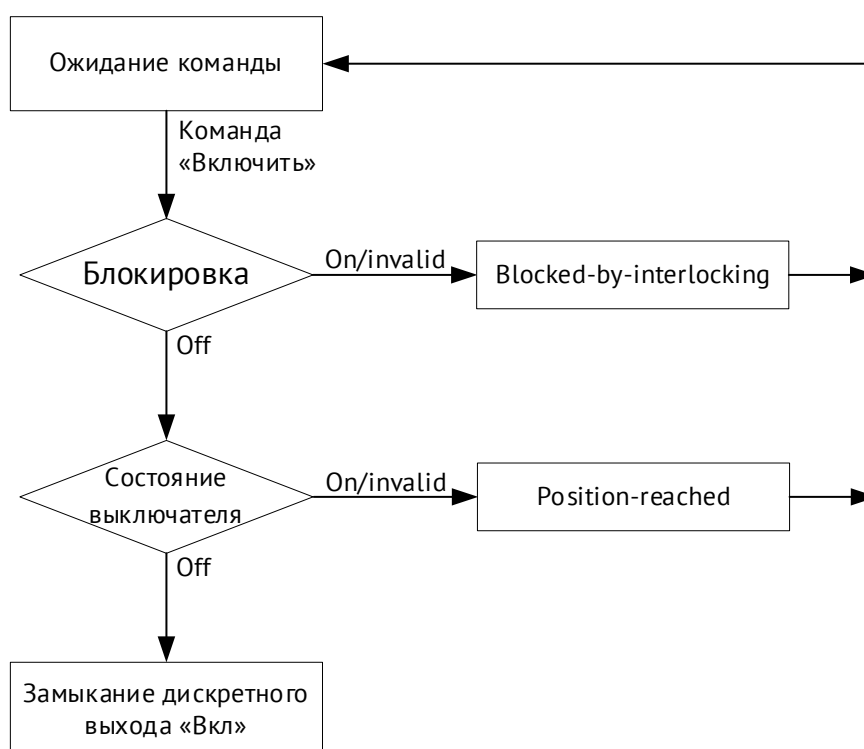 Ожидание команды
Команда
«Включить»
Блокировка
On/invalid
Blocked-by-interlocking
Off
Состояние
выключателя
On/invalid
Position-reached
Off
Замыкание дискретного
выхода «Вкл»